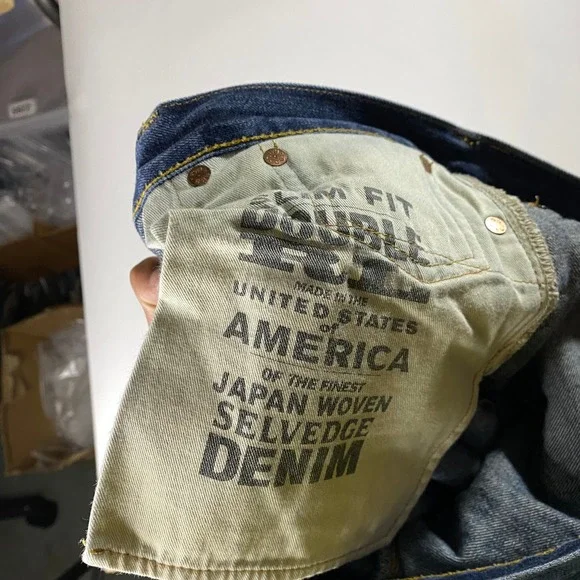 SLIM FIT
DOUBLE
RL
MADE IN THE
UNITED STATES
of
AMERICA
OF THE FINEST
JAPAN WOVEN
SELVEDGE
DENIM